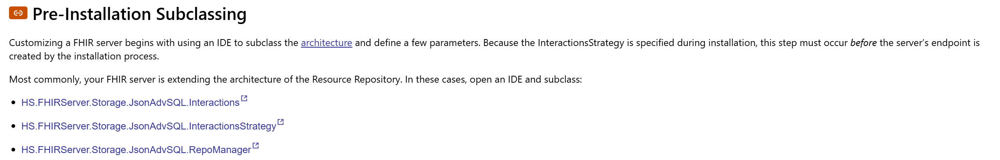 Pre-Installation Subclassing
Customizing a FHIR server begins with using an IDE to subclass the architecture and define a few parameters. Because the InteractionsStrategy is specified during installation, this step must occur before the server’s endpoint is
created by the installation process.
Most commonly, your FHIR server is extending the architecture of the Resource Repository. In these cases, open an IDE and subclass:
• HS.FHIRServer.Storage.JsonAdvSQL.Interactions
• HS.FHIRServer.Storage.JsonAdvSQL.InteractionsStrategy
• HS.FHIRServer.Storage.JsonAdvSQL.RepoManager